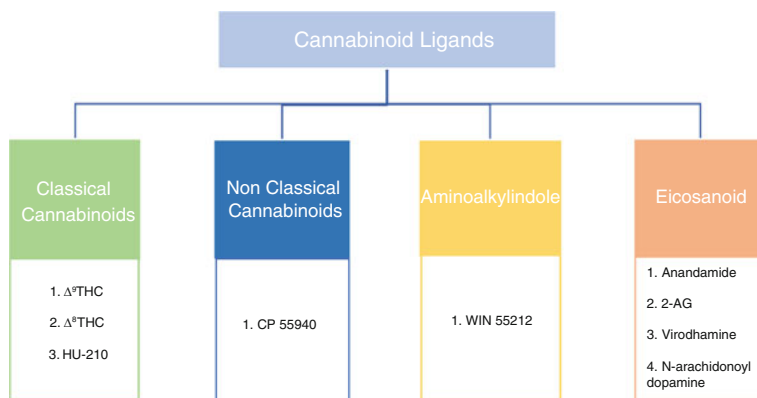 Cannabinoid Ligands
Classical
Cannabinoids
Non Classical
Cannabinoids
Aminoalkylindole
Eicosanoid
1. Δ⁹THC
2. Δ⁸THC
3. HU-210
1. CP 55940
1. WIN 55212
1. Anandamide
2. 2-AG
3. Virodhamine
4. N-arachidonoyl
dopamine